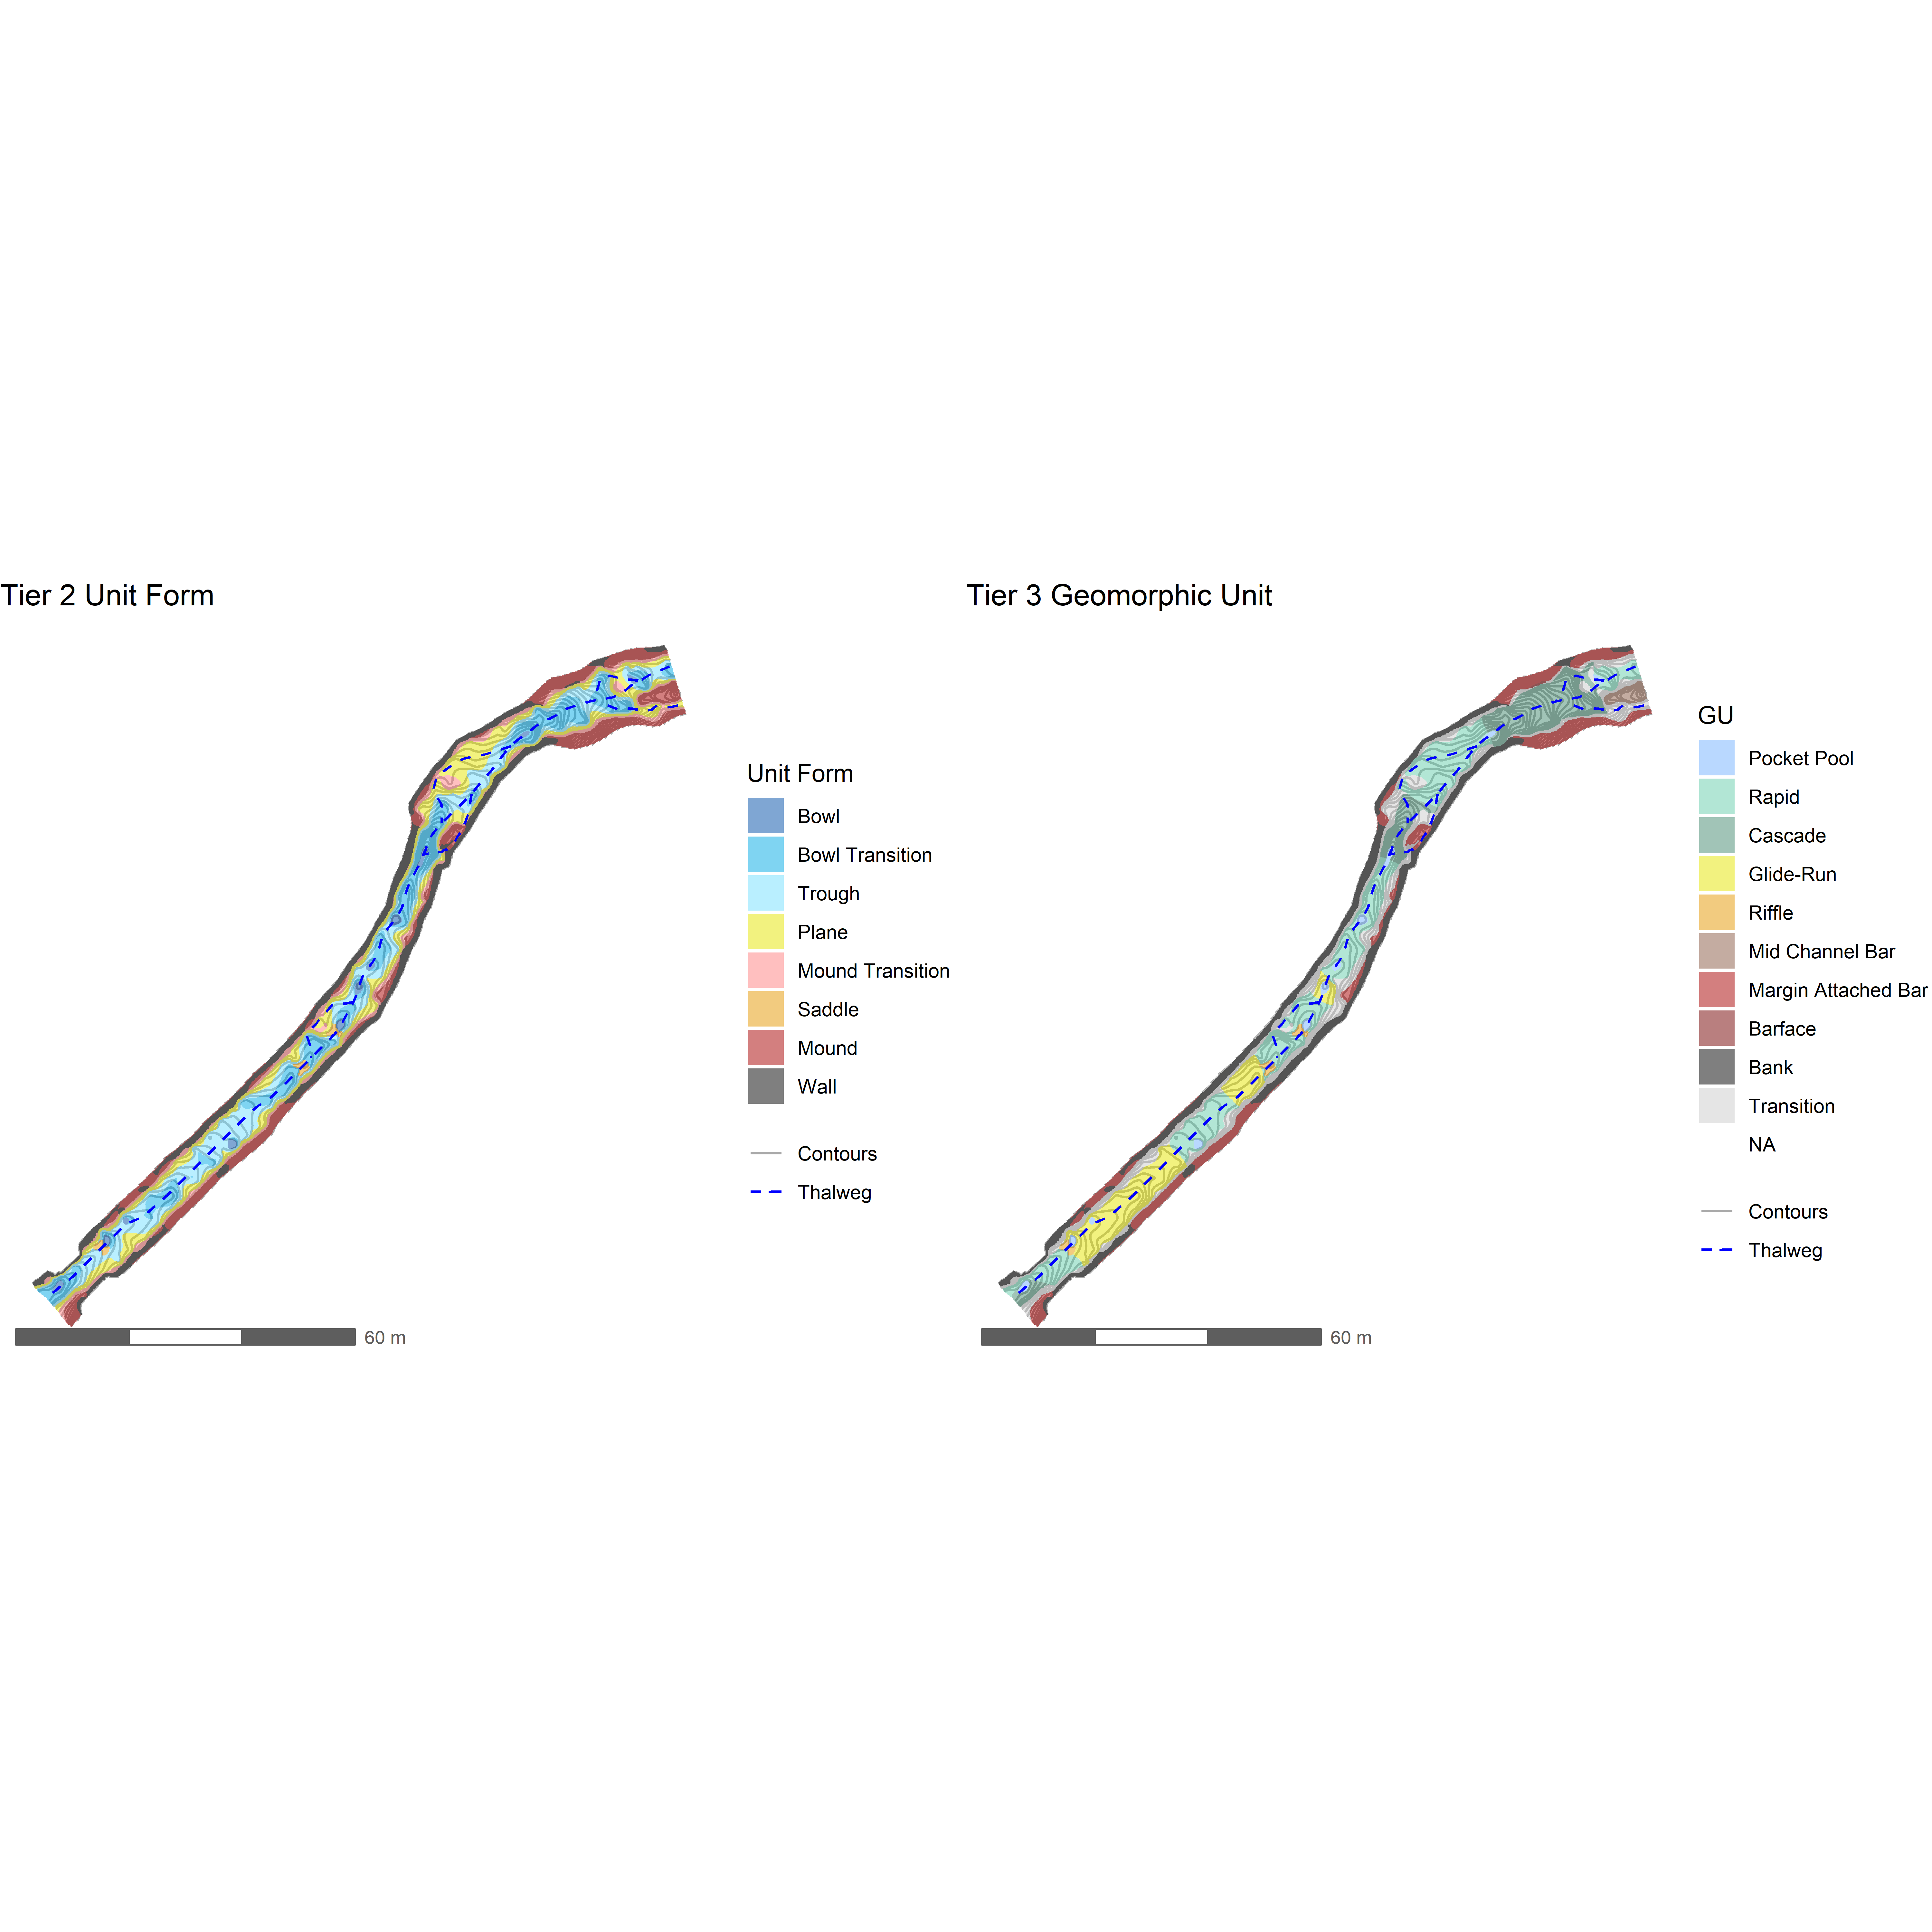 Tier 2 Unit Form
Unit Form
Bowl
Bowl Transition
Trough
Plane
Mound Transition
Saddle
Mound
Wall
Contours
Thalweg
60 m
Tier 3 Geomorphic Unit
GU
Pocket Pool
Rapid
Cascade
Glide-Run
Riffle
Mid Channel Bar
Margin Attached Bar
Barface
Bank
Transition
NA
Contours
Thalweg
60 m